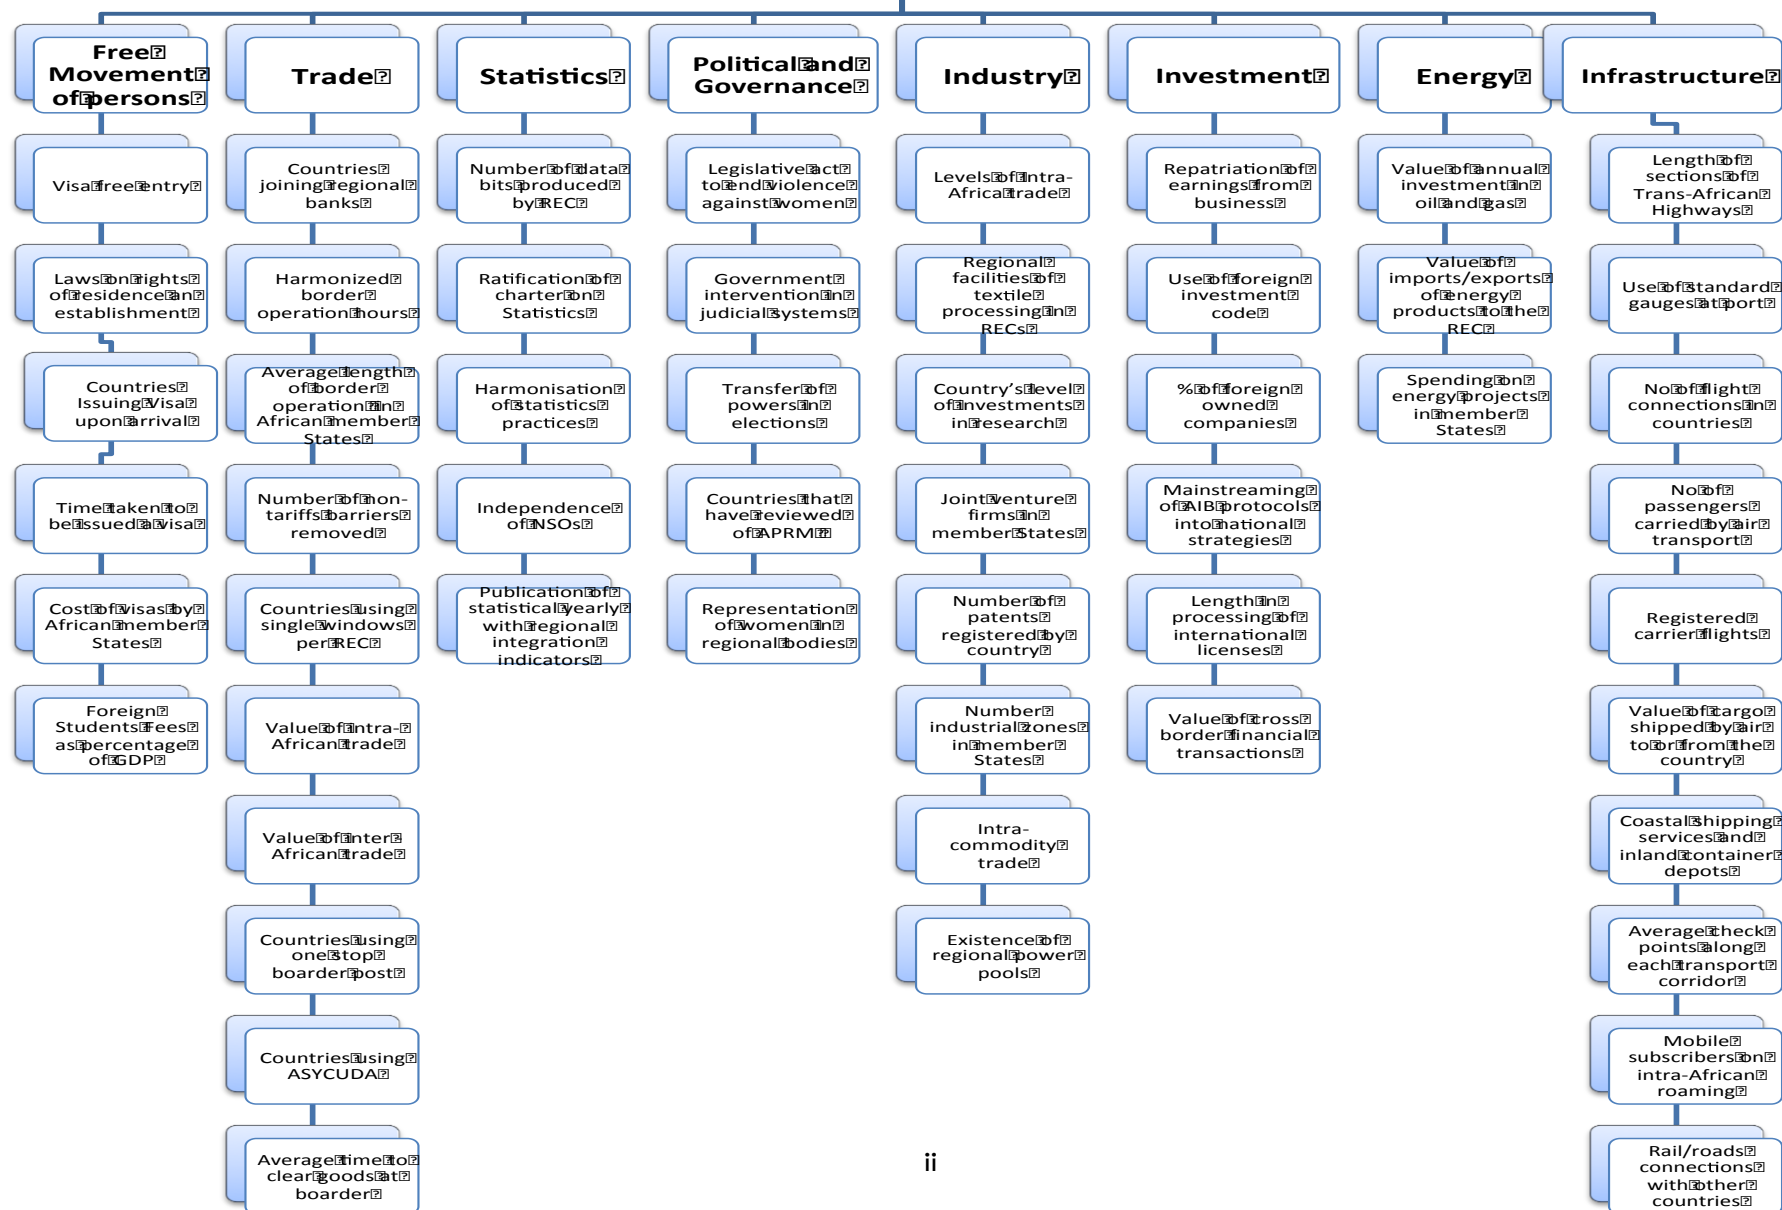 Free
Movement
of persons
Visa free entry
Laws on rights
of residence an
establishment
Countries
Issuing Visa
upon arrival
Time taken to
be issued a visa
Cost of visas by
African member
States
Foreign
Students Fees
as percentage
of GDP
Trade
Countries
joining regional
banks
Harmonized
border
operation hours
Average length
of border
operation in
African member
States
Number of non-
tariffs barriers
removed
Countries using
single windows
per REC
Value of intra-
African trade
Value of inter-
African trade
Countries using
one stop
boarder post
Countries using
ASYCUDA
Average time to
clear goods at
boarder
Statistics
Number of data
bits produced
by REC
Ratification of
charter on
Statistics
Harmonisation
of statistics
practices
Independence
of NSOs
Publication of
statistical yearly
with regional
integration
indicators
Political and
Governance
Legislative act
to end violence
against women
Government
intervention in
judicial systems
Transfer of
powers in
elections
Countries that
have reviewed
of APRM
Representation
of women in
regional bodies
Industry
Levels of Intra-
Africa trade
Regional
facilities of
textile
processing in
RECs
Country's level
of investments
in research
Joint venture
firms in
member States
Number of
patents
registered by
country
Number
industrial zones
in member
States
Intra-
commodity
trade
Existence of
regional power
pools
Investment
Repatriation of
earnings from
business
Use of foreign
investment
code
% of foreign
owned
companies
Mainstreaming
of AIB protocols
into national
strategies
Length in
processing of
international
licenses
Value of cross
border financial
transactions
Energy
Value of annual
investment in
oil and gas
Value of
imports/exports
of energy
products to the
REC
Spending on
energy projects
in member
States
Infrastructure
Length of
sections of
Trans-African
Highways
Use of standard
gauges at port
No of flight
connections in
countries
No of
passengers
carried by air
transport
Registered
carrier flights
Value of cargo
shipped by air
to or from the
country
Coastal shipping
services and
inland container
depots
Average check
points along
each transport
corridor
Mobile
subscribers on
intra-African
roaming
Rail/roads
connections
with other
countries
ii